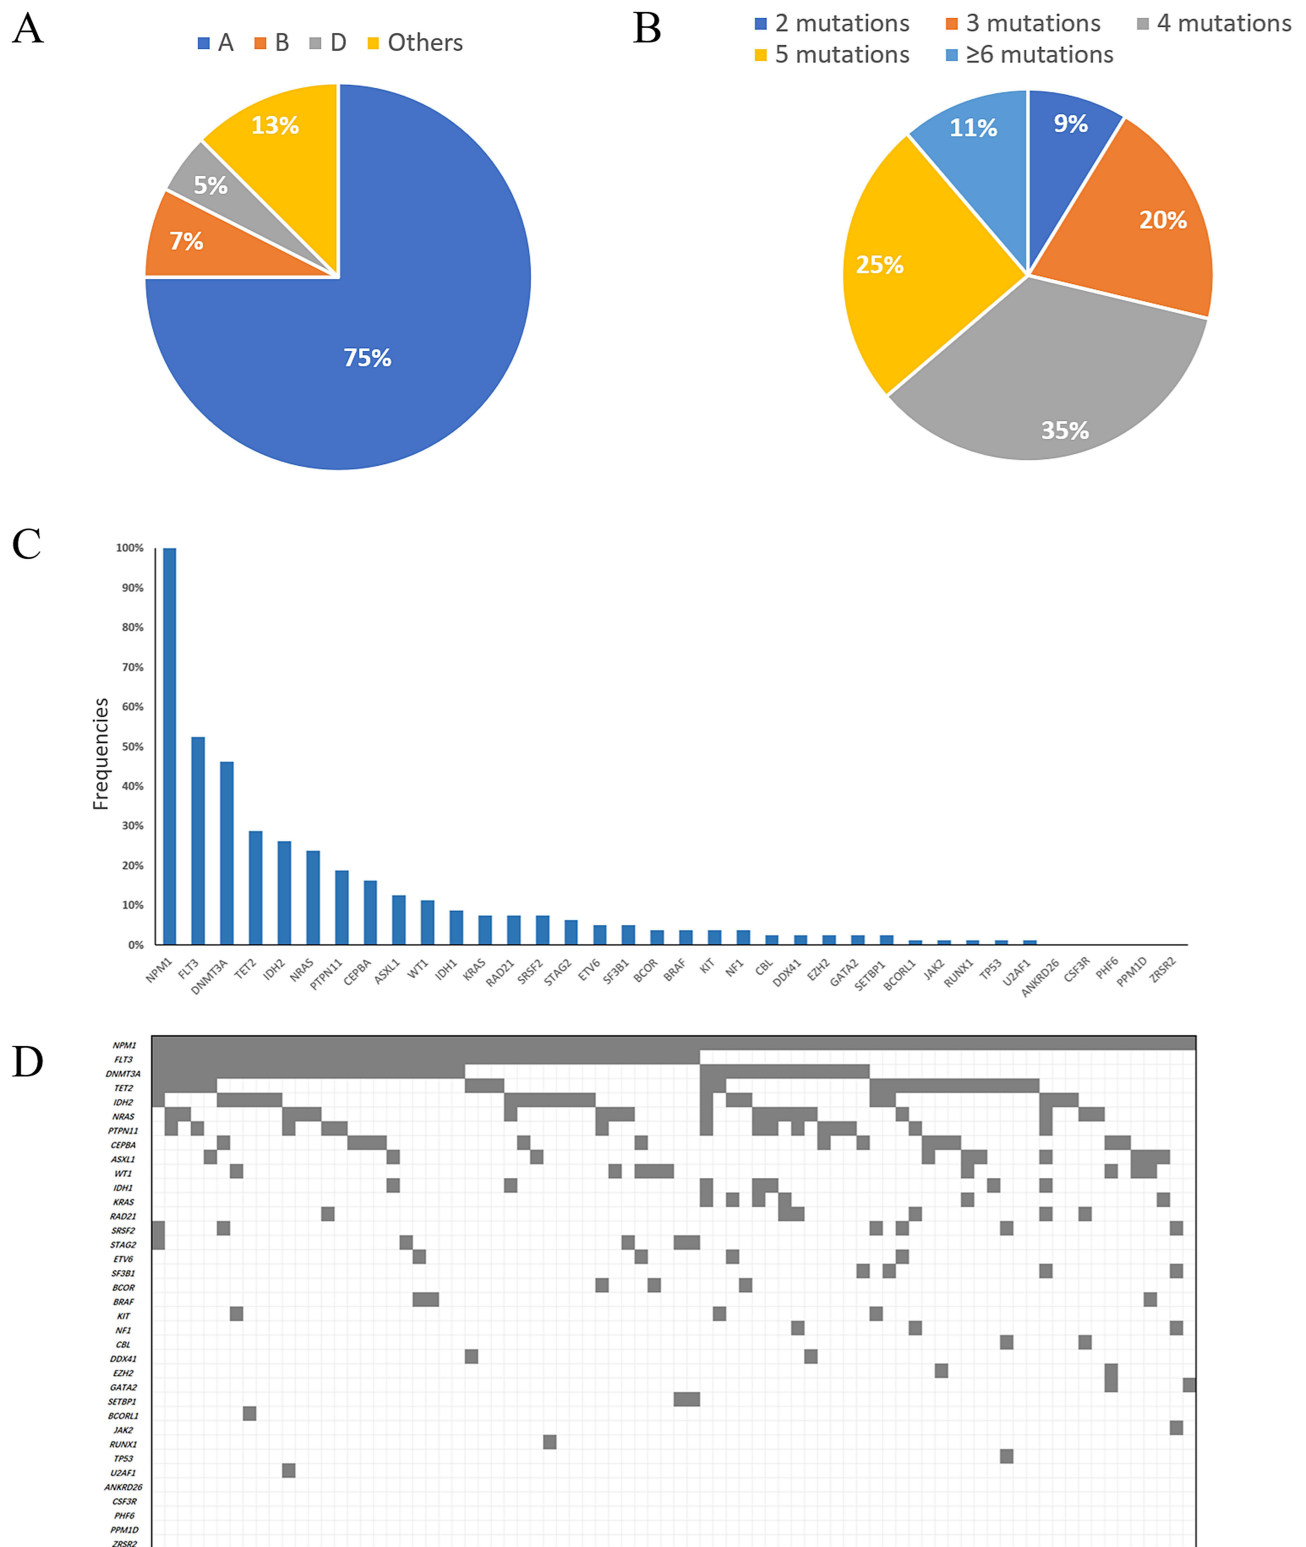 A
A B D Others
13%
5%
7%
75%
B
2 mutations 3 mutations 4 mutations
5 mutations ≥6 mutations
11%
9%
20%
25%
35%
C
Frequencies
100%
90%
80%
70%
60%
50%
40%
30%
20%
10%
0%
NPM1 FLT3 DNMT3A TET2 IDH2 NRAS PTPN11 CEPBA ASXL1 WT1 IDH1 KRAS RAD21 SRSF2 STAG2 ETV6 SF3B1 BCOR BRAF KIT NF1 CBL DDX41 EZH2 GATA2 SETBP1 BCORL1 JAK2 RUNX1 TP53 U2AF1 ANKRD26 CSF3R PHF6 PPM1D ZRSR2
D
NPM1
FLT3
DNMT3A
TET2
IDH2
NRAS
PTPN11
CEPBA
ASXL1
WT1
IDH1
KRAS
RAD21
SRSF2
STAG2
ETV6
SF3B1
BCOR
BRAF
KIT
NF1
CBL
DDX41
EZH2
GATA2
SETBP1
BCORL1
JAK2
RUNX1
TP53
U2AF1
ANKRD26
CSF3R
PHF6
PPM1D
ZRSR2